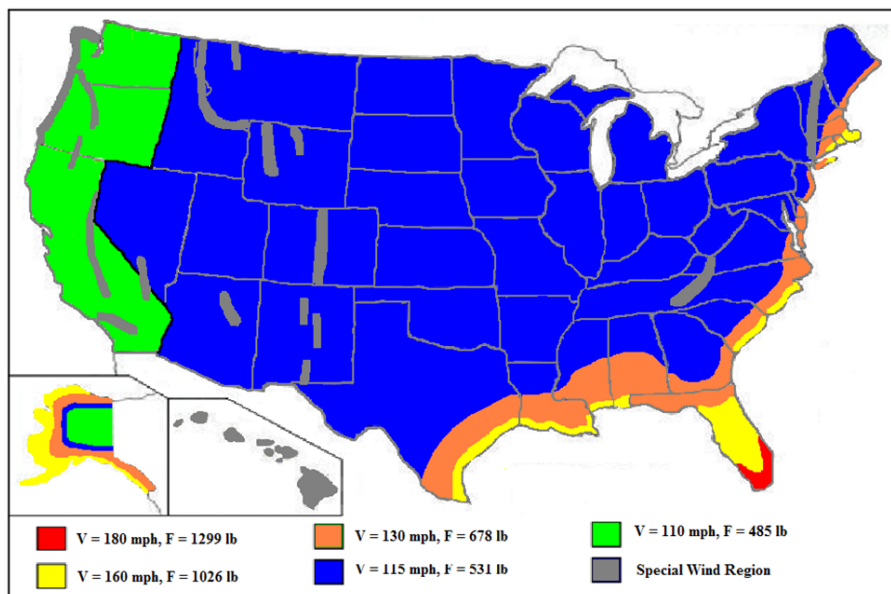 V = 180 mph, F = 1299 lb
V = 130 mph, F = 678 lb
V = 110 mph, F = 485 lb
V = 160 mph, F = 1026 lb
V = 115 mph, F = 531 lb
Special Wind Region